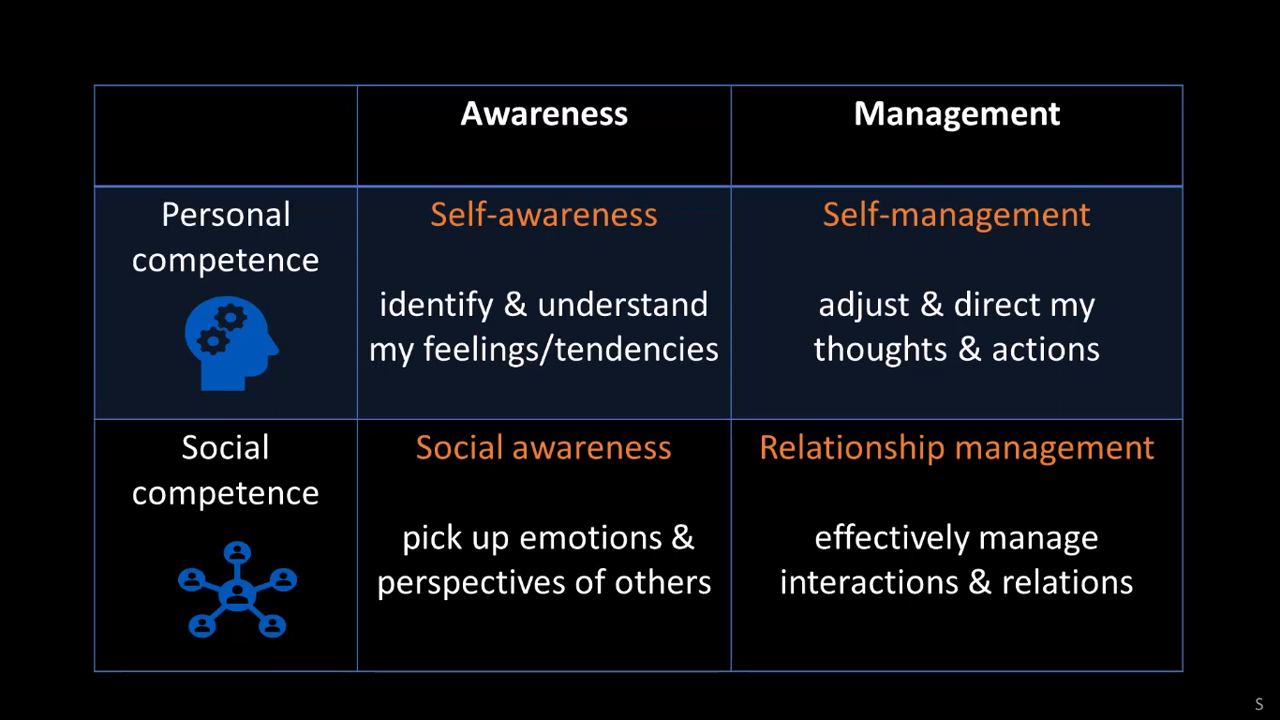 Awareness
Management
Personal
competence
Self-awareness
identify & understand
my feelings/tendencies
Self-management
adjust & direct my
thoughts & actions
Social
competence
Social awareness
pick up emotions &
perspectives of others
Relationship management
effectively manage
interactions & relations
S